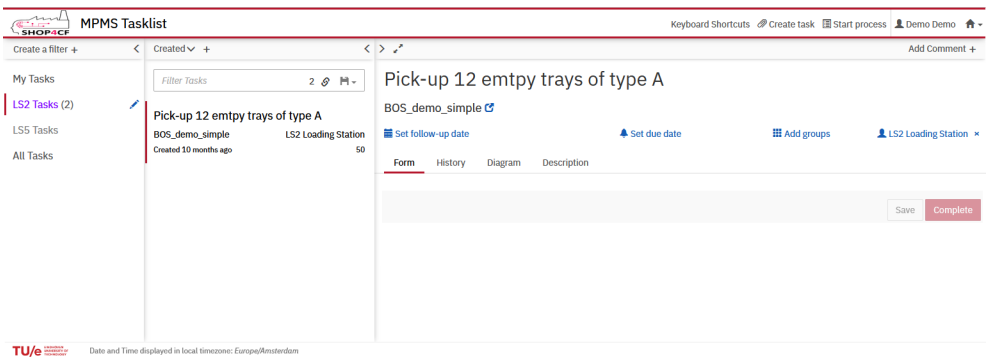 SHOP4CF
MPMS Tasklist
Keyboard Shortcuts Create task Start process Demo Demo
Create a filter +
Created +
Add Comment +
My Tasks
LS2 Tasks (2)
LS5 Tasks
All Tasks
Filter Tasks 2
Pick-up 12 emtpy trays of type A
BOS_demo_simple LS2 Loading Station
Created 10 months ago 50
Pick-up 12 emtpy trays of type A
BOS_demo_simple
Set follow-up date Set due date Add groups LS2 Loading Station ×
Form History Diagram Description
Save Complete
TU/e
Date and Time displayed in local timezone: Europe/Amsterdam